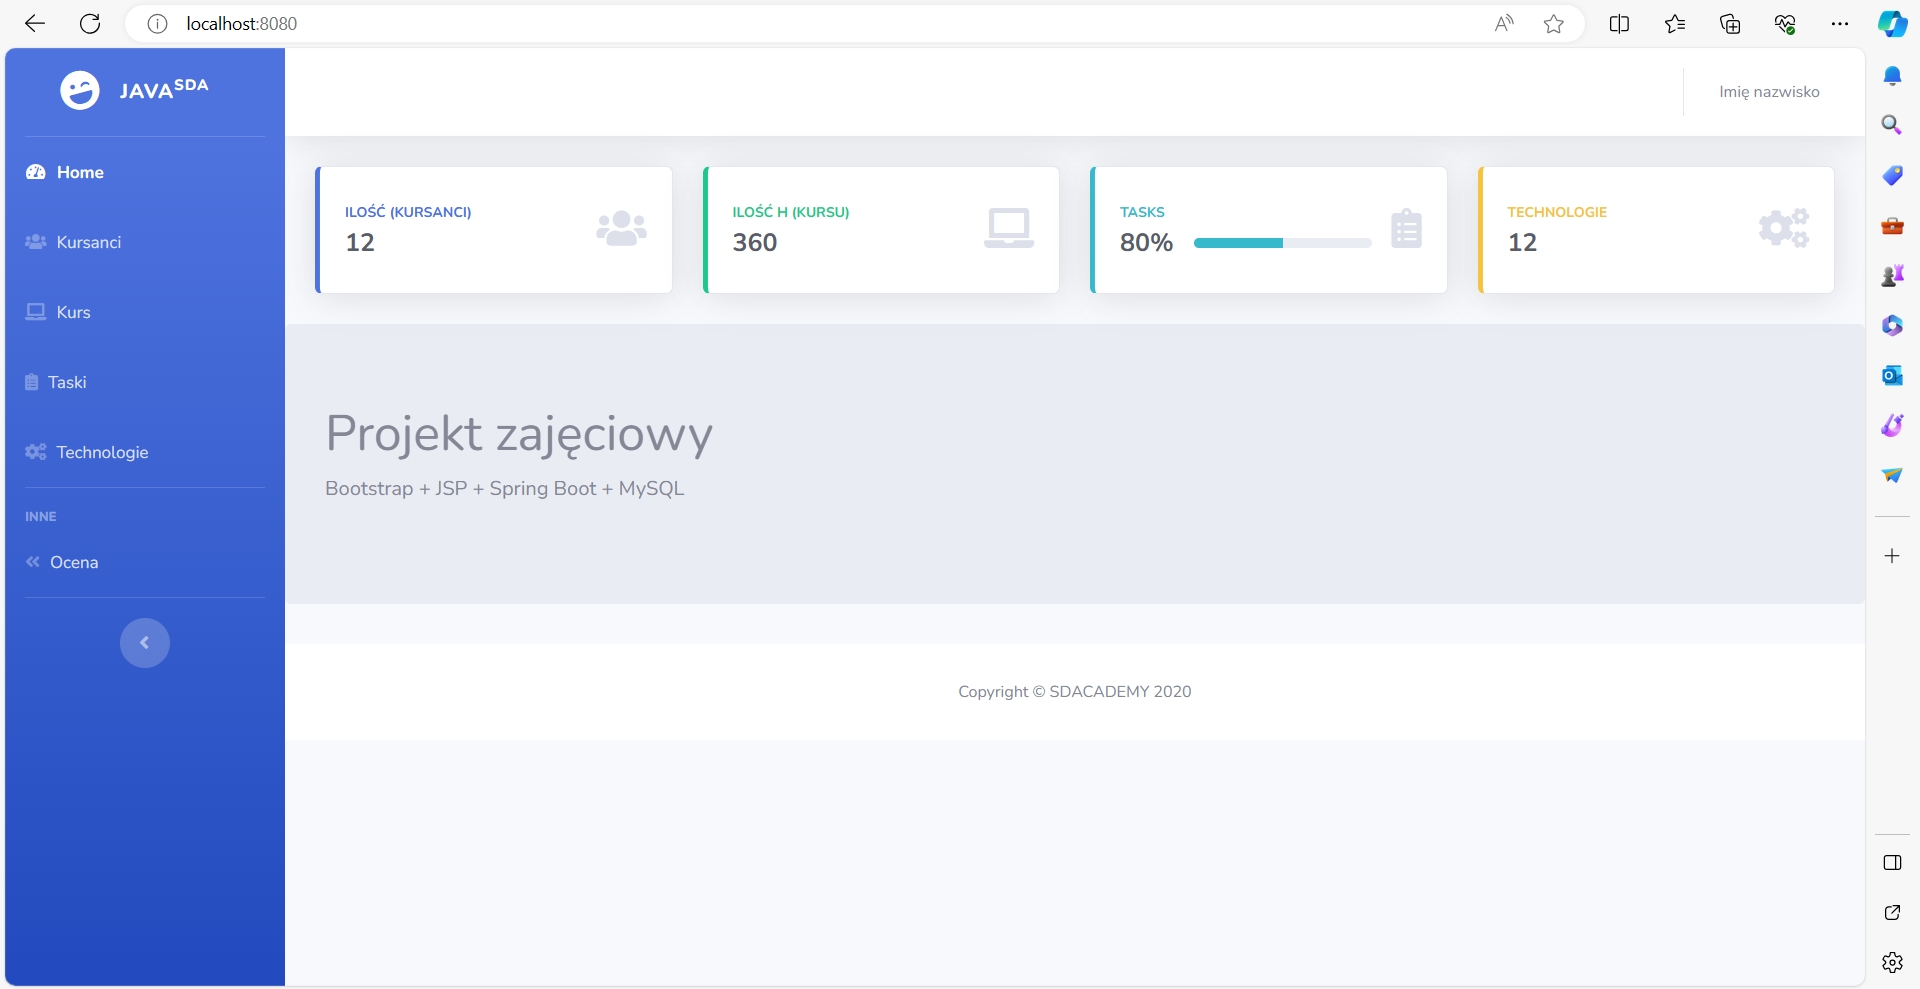 localhost:8080
JAVA SDA
Imię nazwisko
Home
Kursanci
Kurs
Taski
Technologie
INNE
Ocena
ILOŚĆ (KURSANCI)
12
ILOŚĆ H (KURSU)
360
TASKS
80%
TECHNOLOGIE
12
Projekt zajęciowy
Bootstrap + JSP + Spring Boot + MySQL
Copyright © SDACADEMY 2020